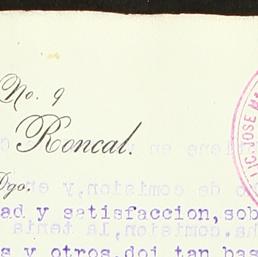 No. 9
Roncal.
Dgo.
LIC. JOSE
ad y satisfaccion, sob
s y otros, doi tan bas